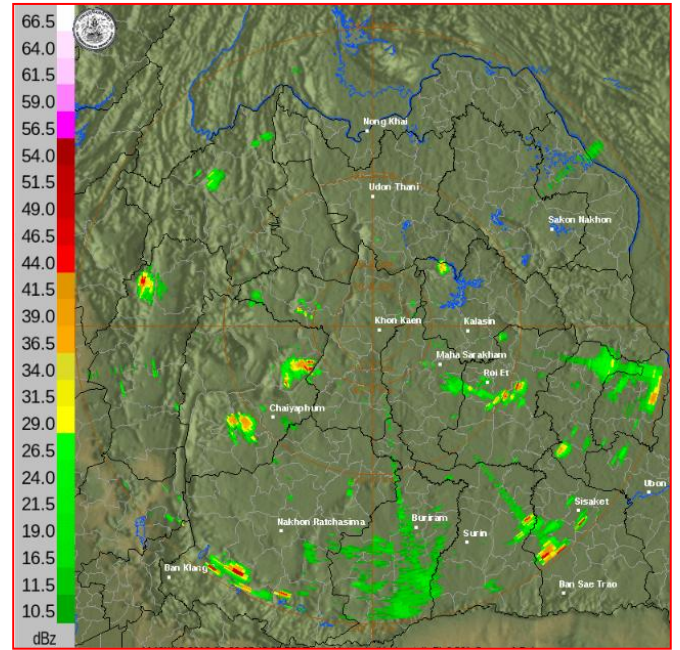 66.5
64.0
61.5
59.0
56.5
54.0
51.5
49.0
46.5
44.0
41.5
39.0
36.5
34.0
31.5
29.0
26.5
24.0
21.5
19.0
16.5
11.5
10.5
dBz
Nong Khai
Udon Thani
Sakon Nakhon
Khon Kaen
Kalasin
Maha Sarakham
Roi Et
Chaiyaphum
Ubon
Sisaket
Nakhon Ratchasima
Buriram
Surin
Ban Klang
Ban Sae Trao